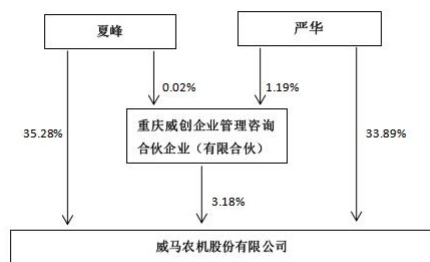 夏峰
严华
0.02%
1.19%
35.28%
重庆威创企业管理咨询
合伙企业（有限合伙）
33.89%
3.18%
威马农机股份有限公司